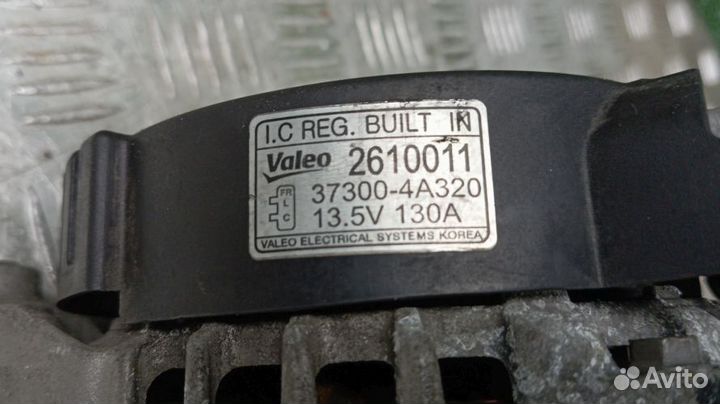 I.C REG. BUILT IN
Valeo 2610011
FR
L
C
37300-4A320
13.5V 130A
VALEO ELECTRICAL SYSTEMS KOREA
Avito